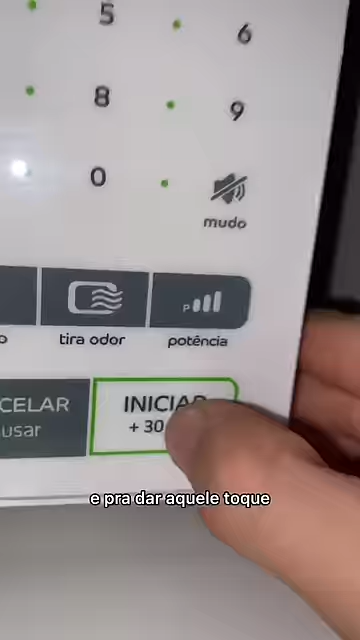 5
6
8
9
0
mudo
P
tira odor
potência
CELAR
INICIAR
usar
+ 30
e pra dar aquele toque